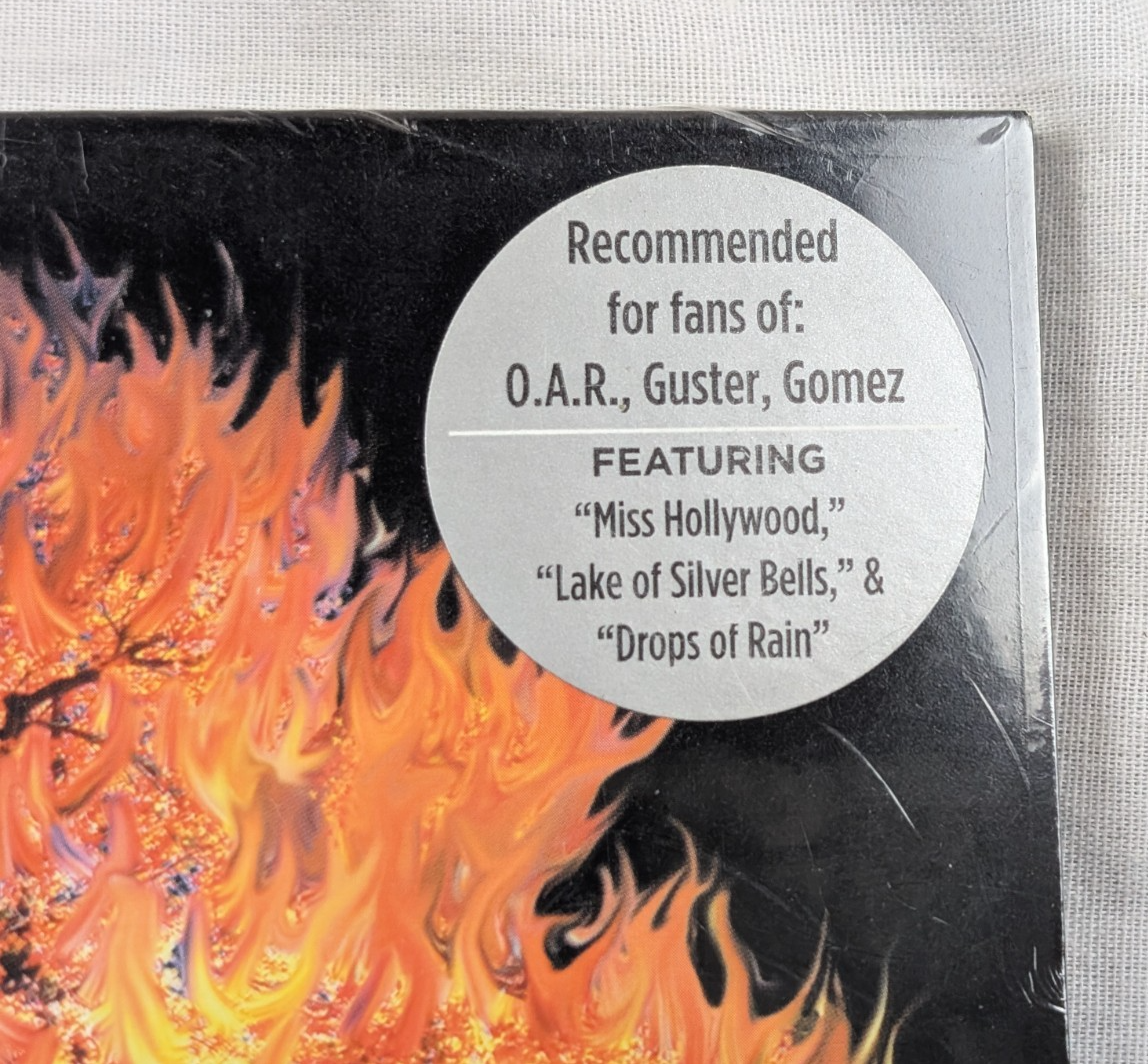 Recommended
for fans of:
O.A.R., Guster, Gomez
FEATURING
“Miss Hollywood,”
“Lake of Silver Bells,” &
“Drops of Rain”